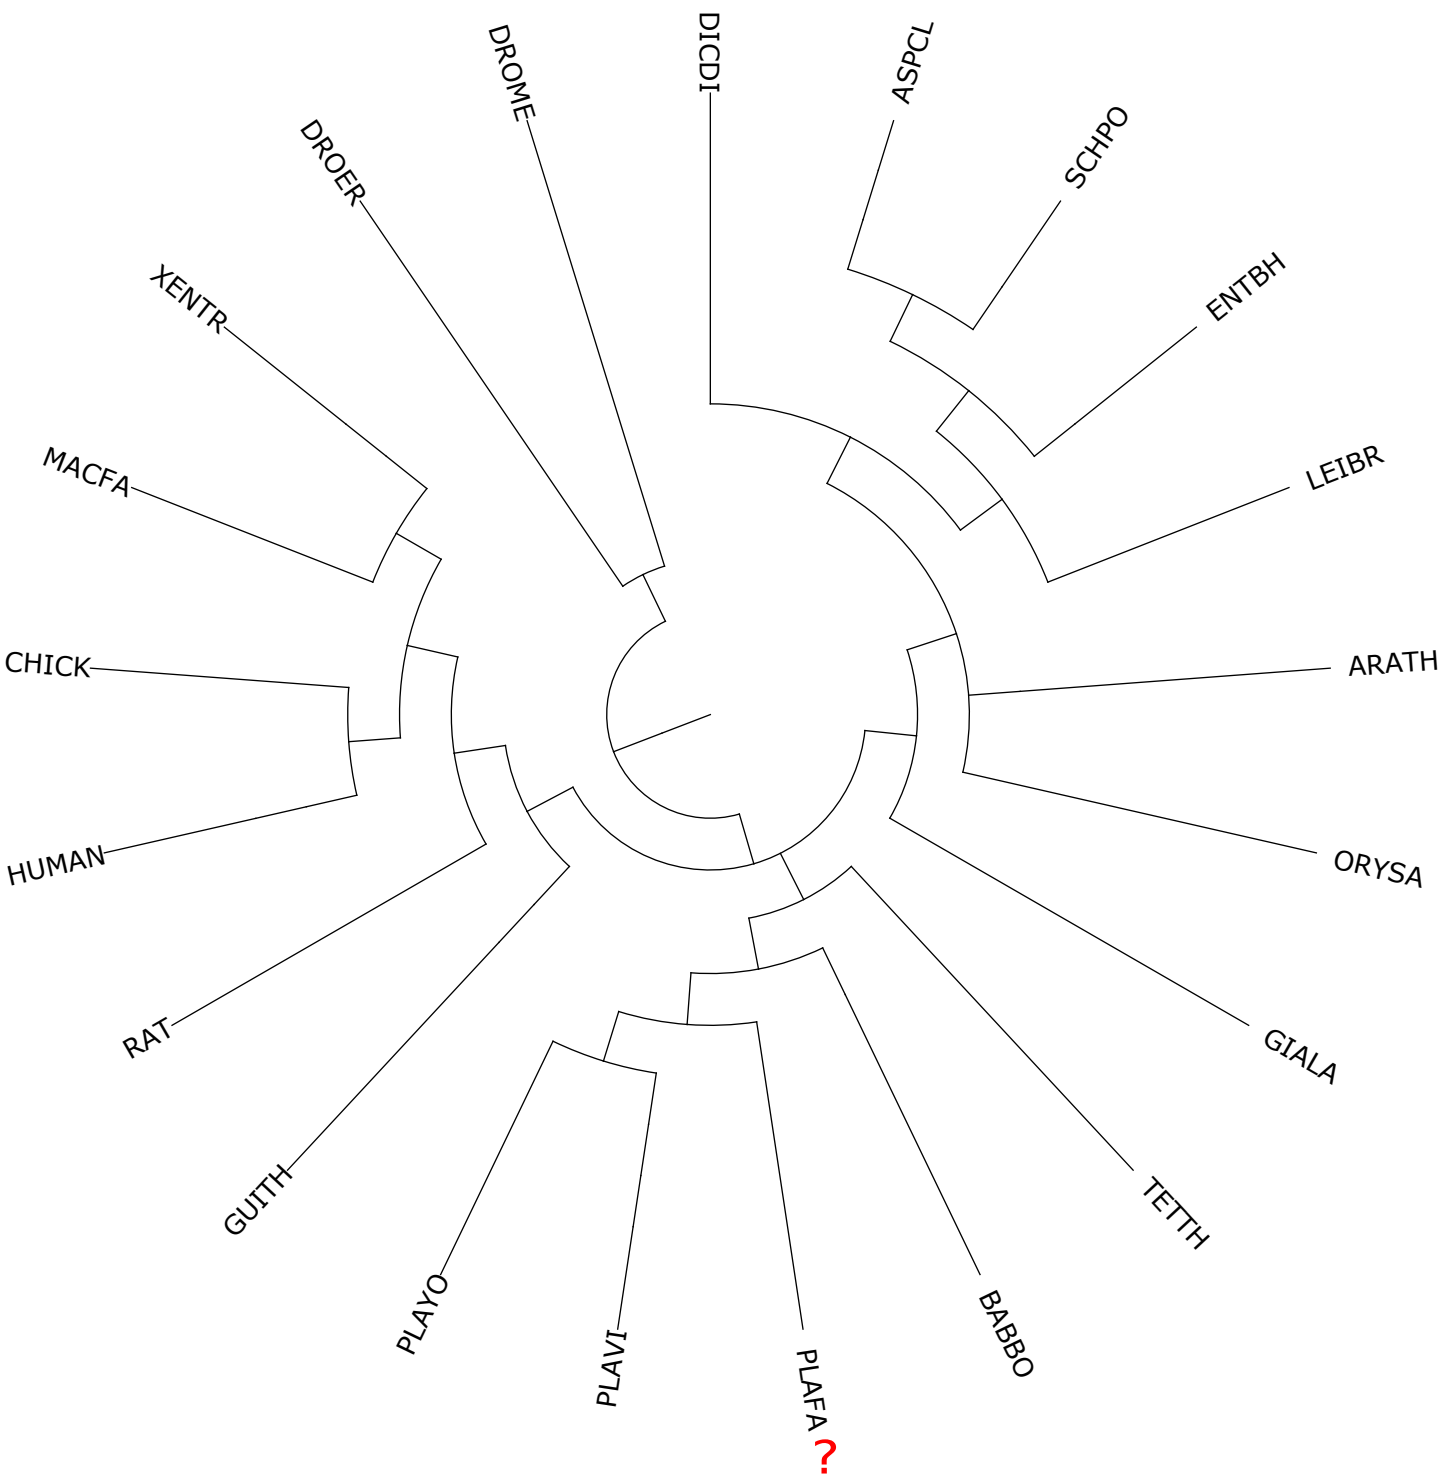 DICDI
ASPCL
SCHPO
ENTBH
LEIBR
ARATH
ORYSA
GIALA
TETTH
BABBO
PLAFA
?
PLAVI
PLAYO
GUITH
RAT
HUMAN
CHICK
MACFA
XENTR
DROER
DROME